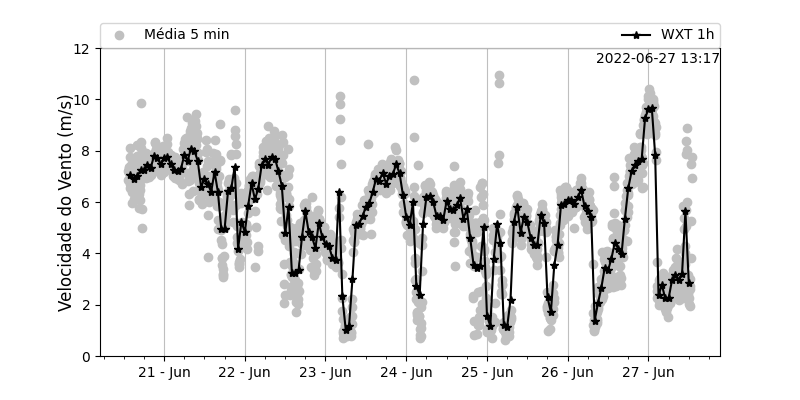 Média 5 min
WXT 1h
2022-06-27 13:17
12
10
8
6
4
2
0
Velocidade do Vento (m/s)
21 - Jun
22 - Jun
23 - Jun
24 - Jun
25 - Jun
26 - Jun
27 - Jun